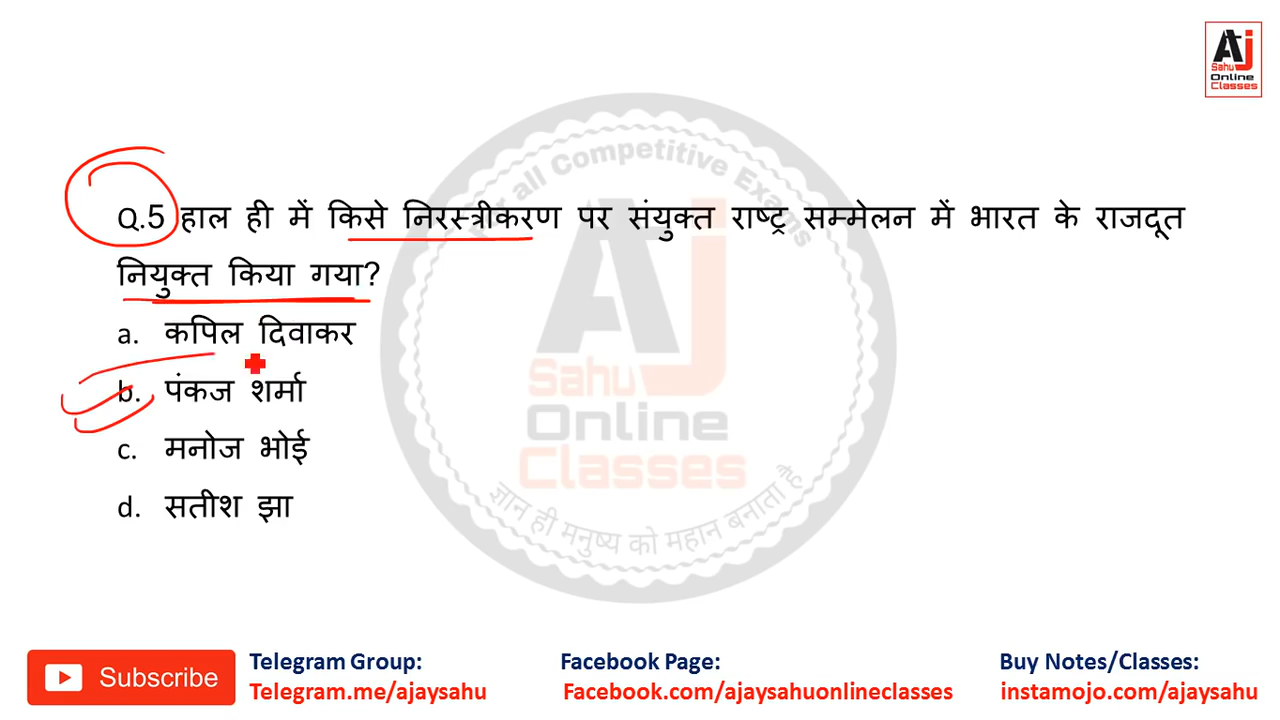 AJ
Sahu
Online
Classes
For all Competitive Exams
Q.5 हाल ही में किसे निरस्त्रीकरण पर संयुक्त राष्ट्र सम्मेलन में भारत के राजदूत
नियुक्त किया गया?
a. कपिल दिवाकर
b. पंकज शर्मा
c. मनोज भोई
d. सतीश झा
AJ
Sahu
Online
Classes
ज्ञान ही मनुष्य को महान बनाता है
Subscribe
Telegram Group:
Telegram.me/ajaysahu
Facebook Page:
Facebook.com/ajaysahuonlineclasses
Buy Notes/Classes:
instamojo.com/ajaysahu